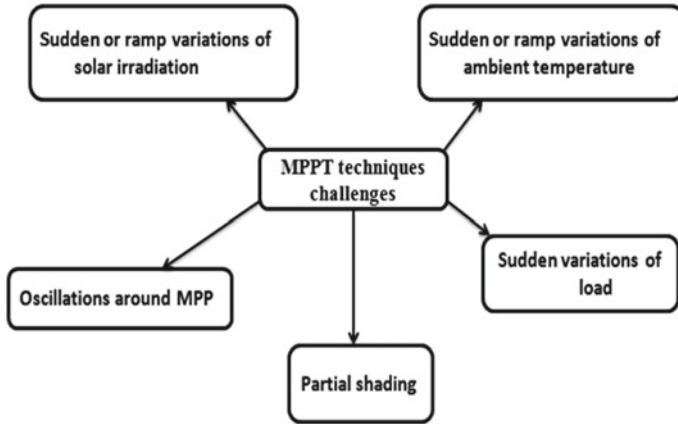 Sudden or ramp variations of
solar irradiation
Sudden or ramp variations of
ambient temperature
MPPT techniques
challenges
Oscillations around MPP
Sudden variations of
load
Partial shading